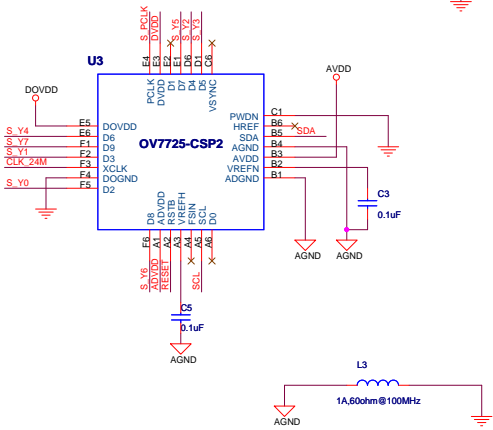 S_PCLK
DVDD
S_Y5
S_Y2
S_Y3
U3
E4
E3
E2
E1
D6
D1
C6
PCLK
DVDD
D1
D7
D4
D5
VSYNC
DOVDD
AVDD
OV7725-CSP2
E5 DOVDD
S_Y4 E6 D6
S_Y7 F1 D9
S_Y1 F2 D3
CLK_24M F3 XCLK
F4 DOGND
S_Y0 F5 D2
PWDN C1
HREF B6
SDA B5 SDA
AGND B4
AVDD B3
VREFN B2
ADGND B1
D8
ADVDD
RSTB
VREFH
FSIN
SCL
D0
F6
A1
A2
A3
A4
A5
A6
S_Y6
ADVDD
RESET
SCL
C3
0.1uF
AGND
AGND
C5
0.1uF
AGND
L3
1A,60ohm@100MHz
AGND